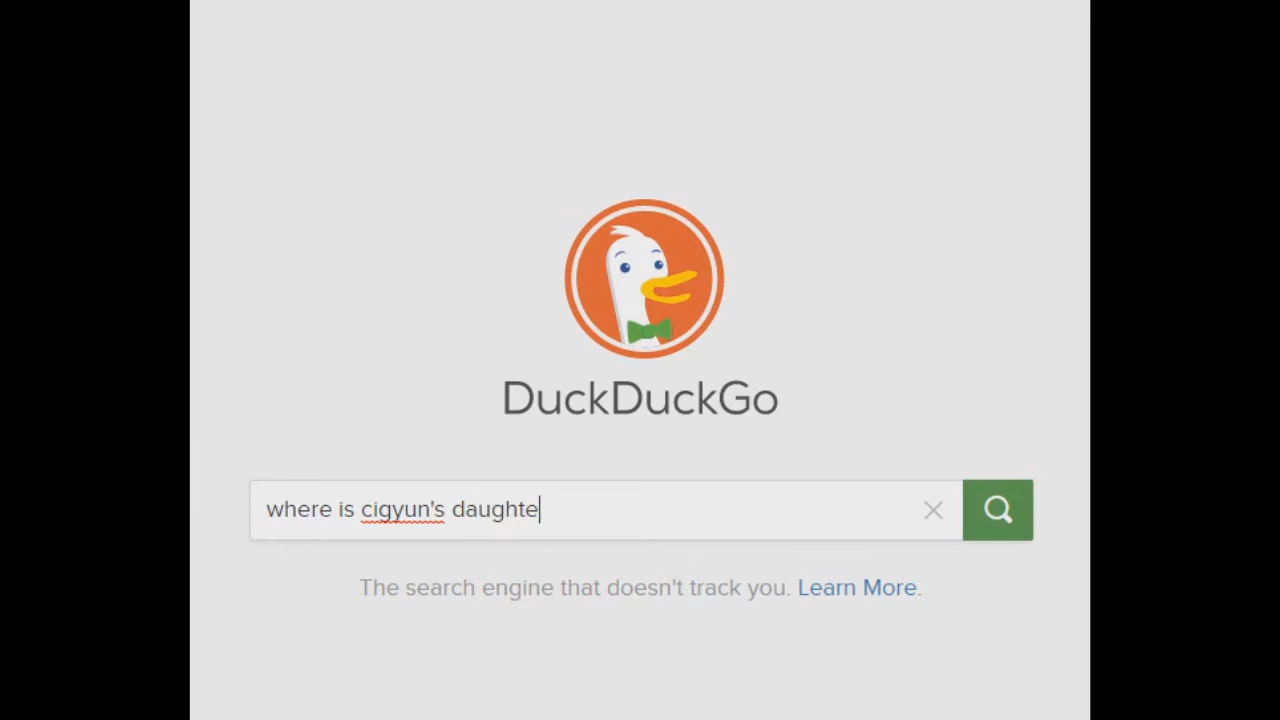 DuckDuckGo
where is cigyun's daughte
The search engine that doesn't track you. Learn More.